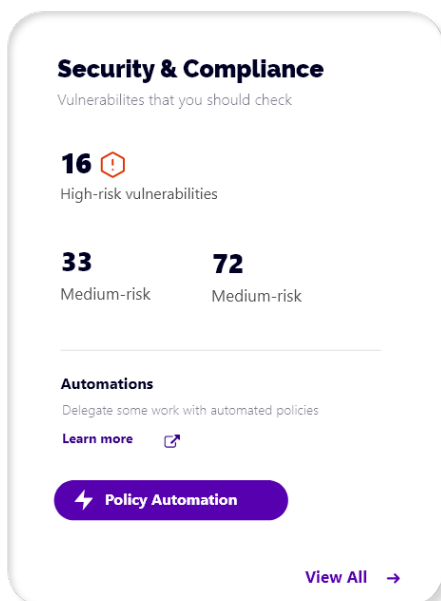 Security & Compliance
Vulnerabilites that you should check
16
High-risk vulnerabilities
33 72
Medium-risk Medium-risk
Automations
Delegate some work with automated policies
Learn more
Policy Automation
View All